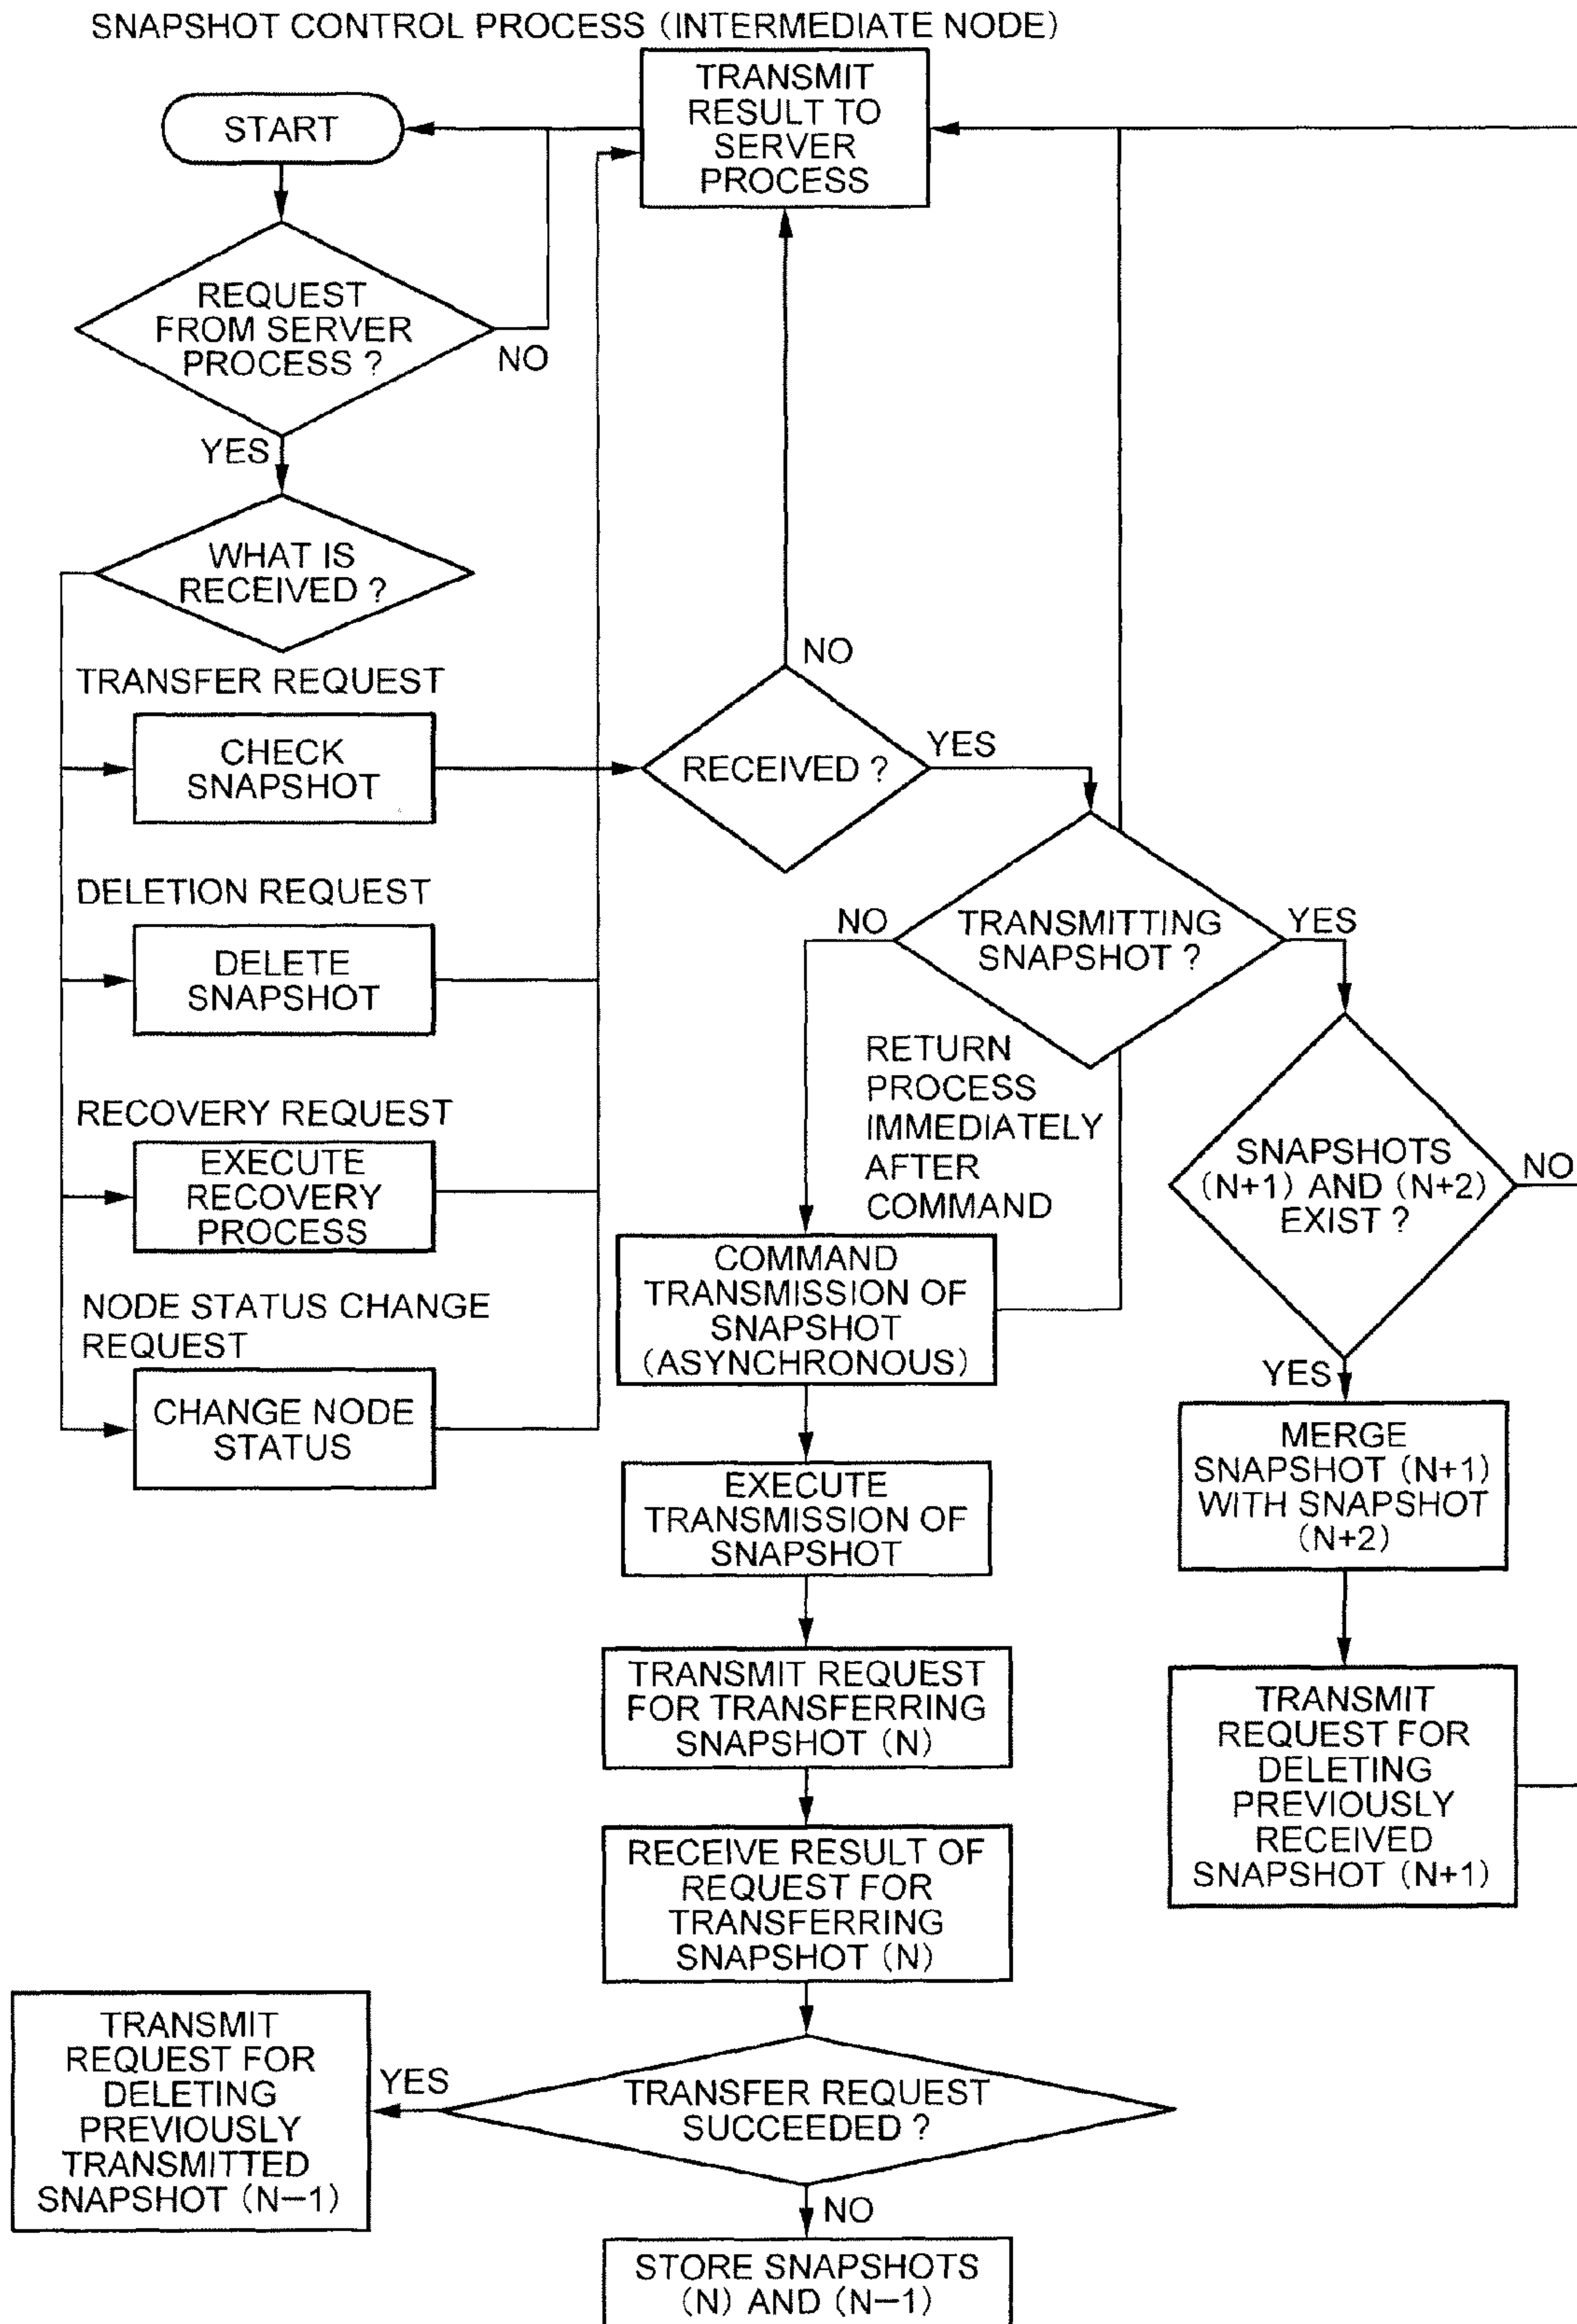 SNAPSHOT CONTROL PROCESS (INTERMEDIATE NODE)
TRANSMIT
RESULT TO
SERVER
PROCESS
START
REQUEST
FROM SERVER
PROCESS ?
NO
YES
WHAT IS
RECEIVED ?
TRANSFER REQUEST
CHECK
SNAPSHOT
NO
RECEIVED ?
YES
DELETION REQUEST
DELETE
SNAPSHOT
NO
TRANSMITTING
SNAPSHOT ?
YES
RETURN
PROCESS
IMMEDIATELY
AFTER
COMMAND
RECOVERY REQUEST
EXECUTE
RECOVERY
PROCESS
SNAPSHOTS
(N+1) AND (N+2)
EXIST ?
NO
YES
NODE STATUS CHANGE
REQUEST
CHANGE NODE
STATUS
COMMAND
TRANSMISSION OF
SNAPSHOT
(ASYNCHRONOUS)
MERGE
SNAPSHOT (N+1)
WITH SNAPSHOT
(N+2)
EXECUTE
TRANSMISSION OF
SNAPSHOT
TRANSMIT REQUEST
FOR TRANSFERRING
SNAPSHOT (N)
TRANSMIT
REQUEST FOR
DELETING
PREVIOUSLY
RECEIVED
SNAPSHOT (N+1)
RECEIVE RESULT OF
REQUEST FOR
TRANSFERRING
SNAPSHOT (N)
TRANSMIT
REQUEST FOR
DELETING
PREVIOUSLY
TRANSMITTED
SNAPSHOT (N−1)
YES
TRANSFER REQUEST
SUCCEEDED ?
NO
STORE SNAPSHOTS
(N) AND (N−1)